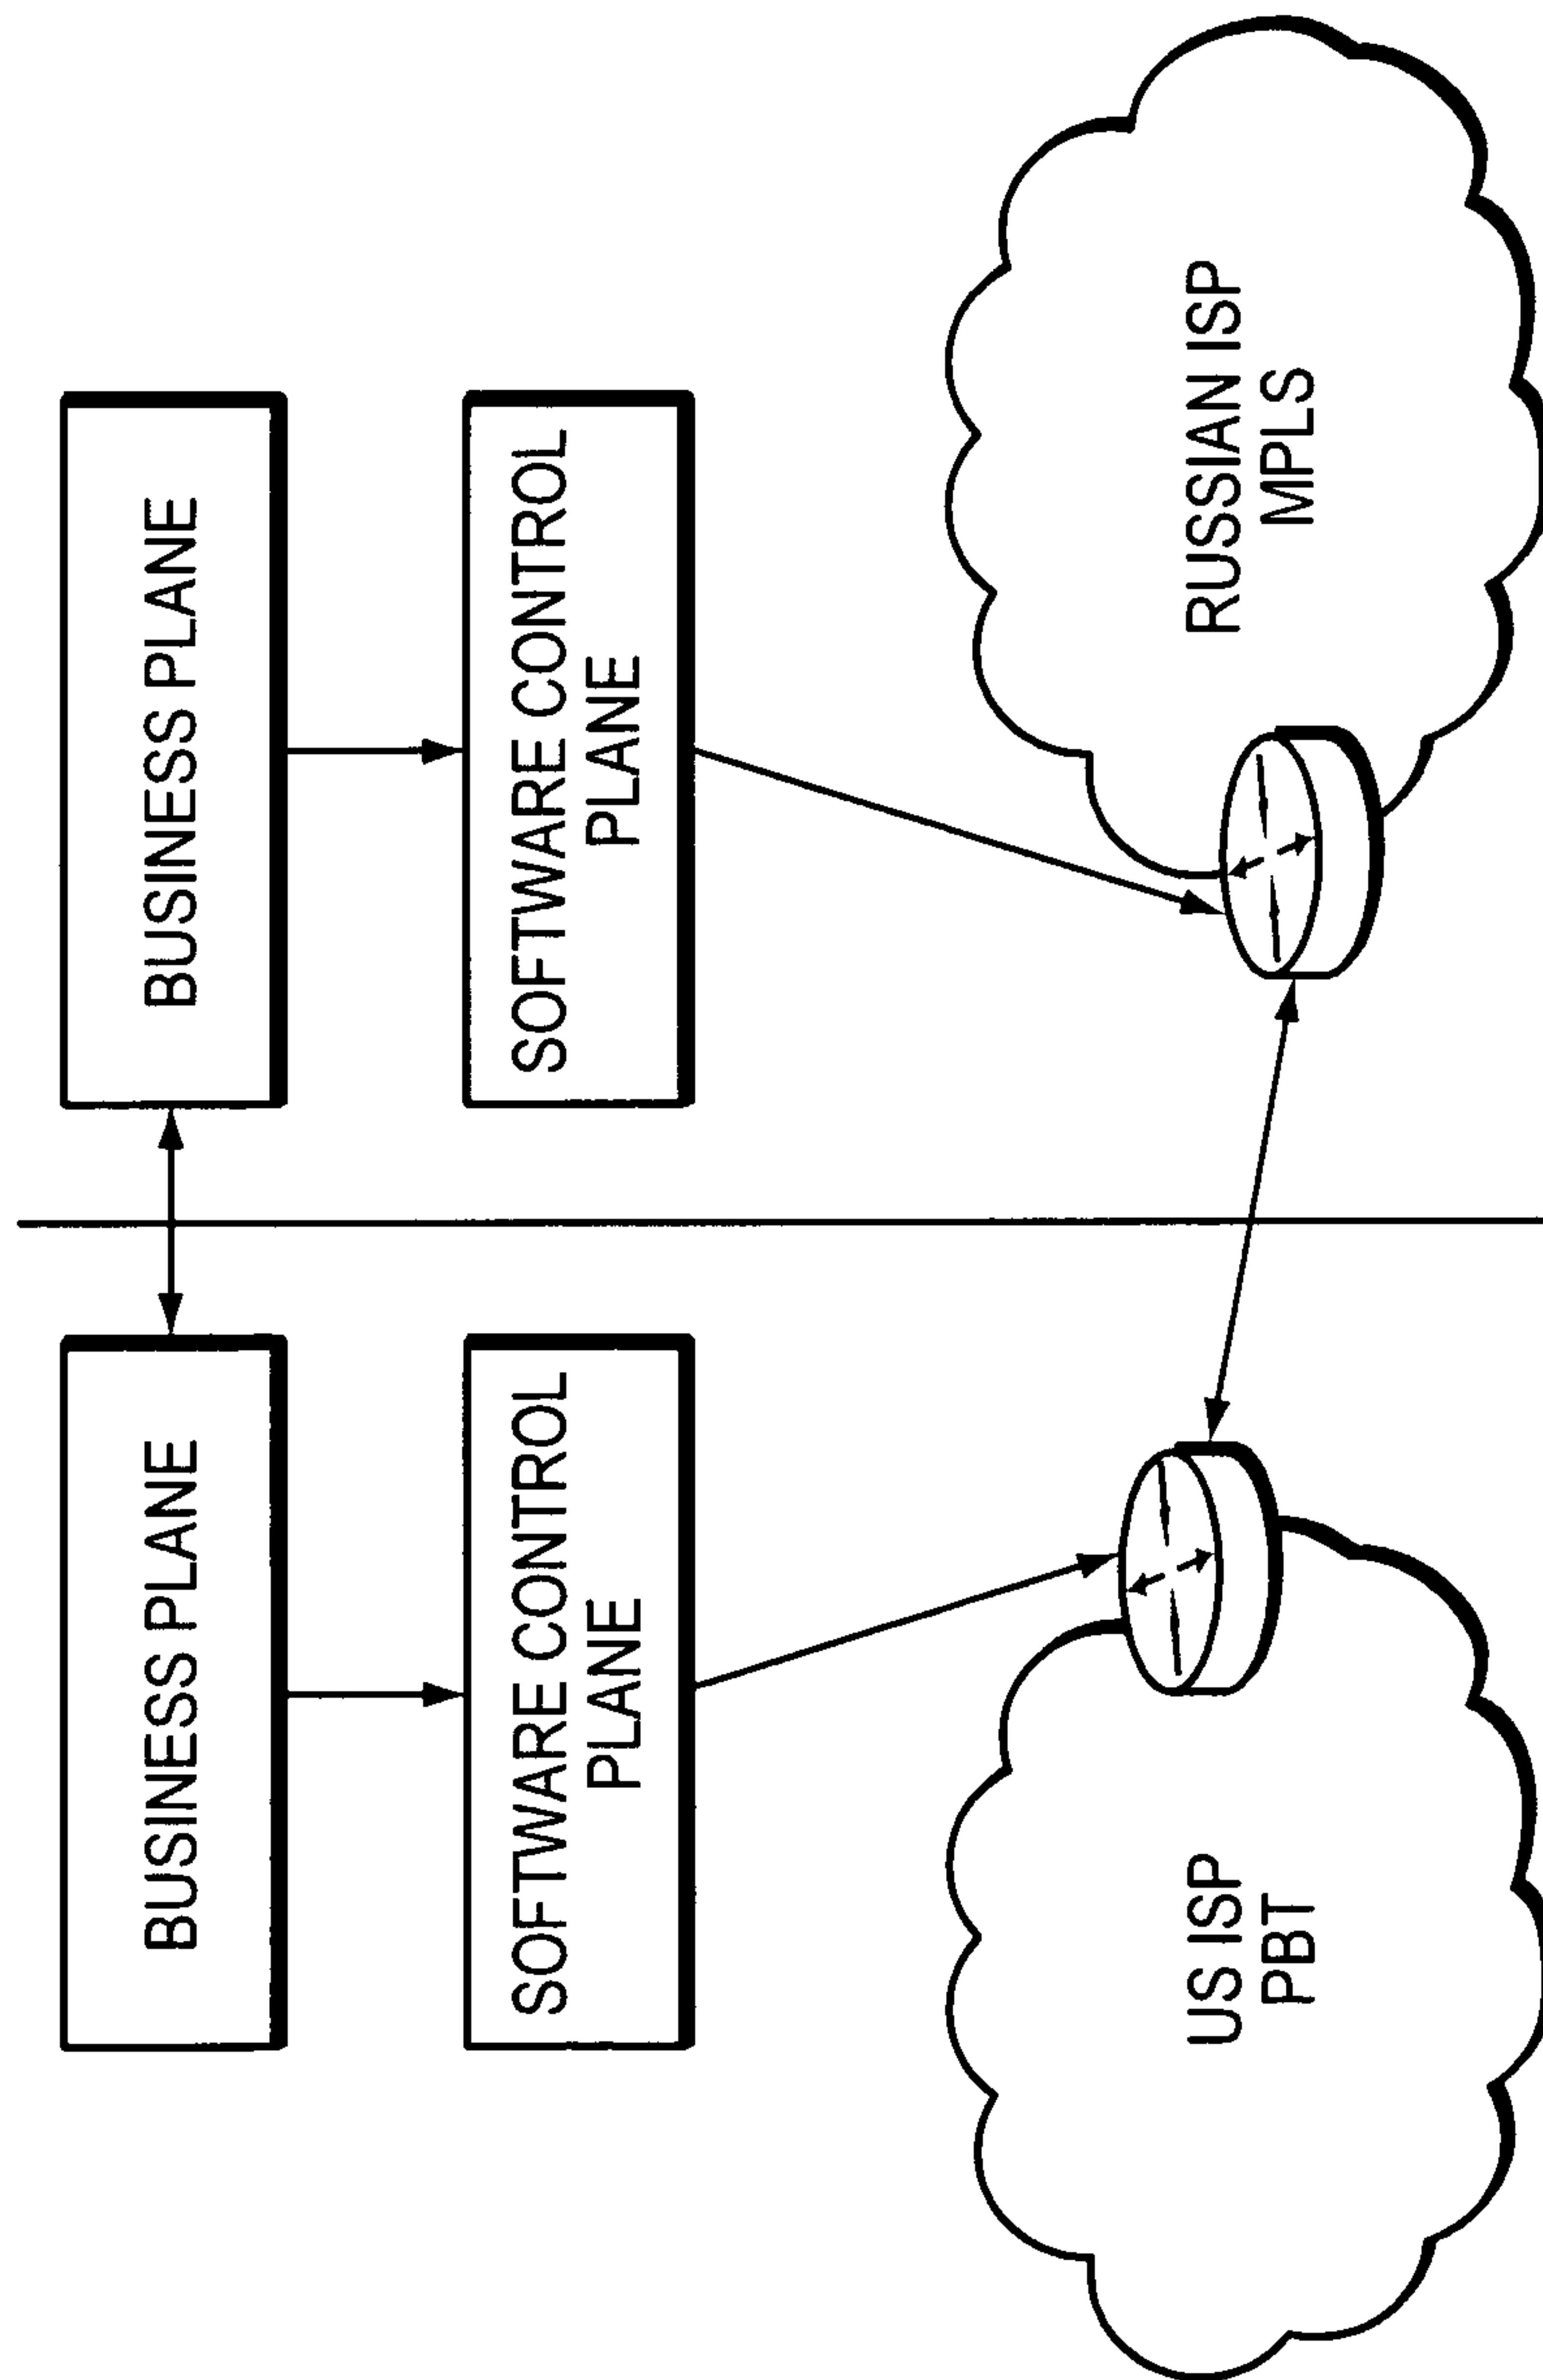 BUSINESS PLANE
BUSINESS PLANE
SOFTWARE CONTROL
PLANE
SOFTWARE CONTROL
PLANE
US ISP
PBT
RUSSIAN ISP
MPLS